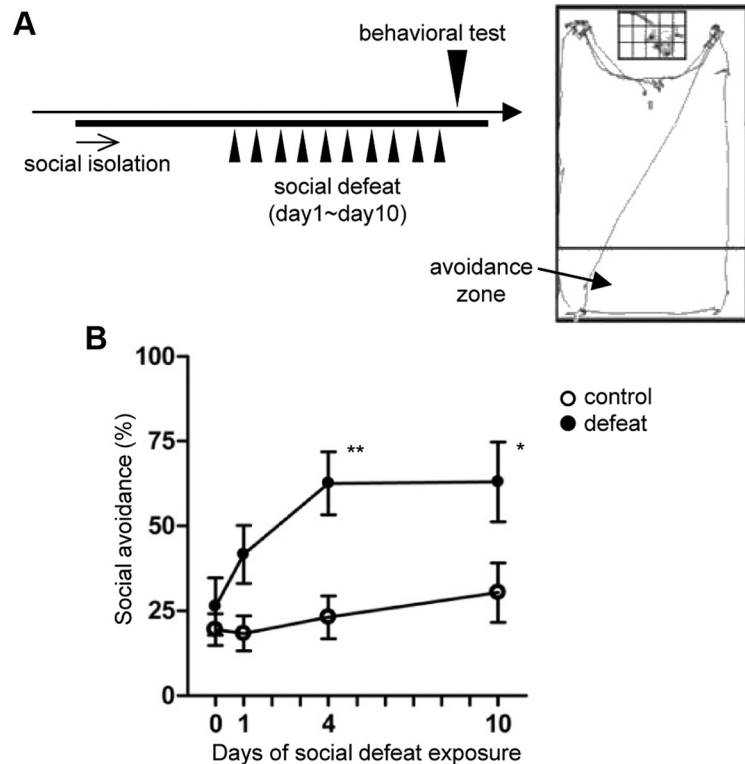 A
behavioral test
social isolation
social defeat
(day1~day10)
avoidance
zone
B
100
75
50
25
0
Social avoidance (%)
**
*
control
defeat
0 1 4 10
Days of social defeat exposure